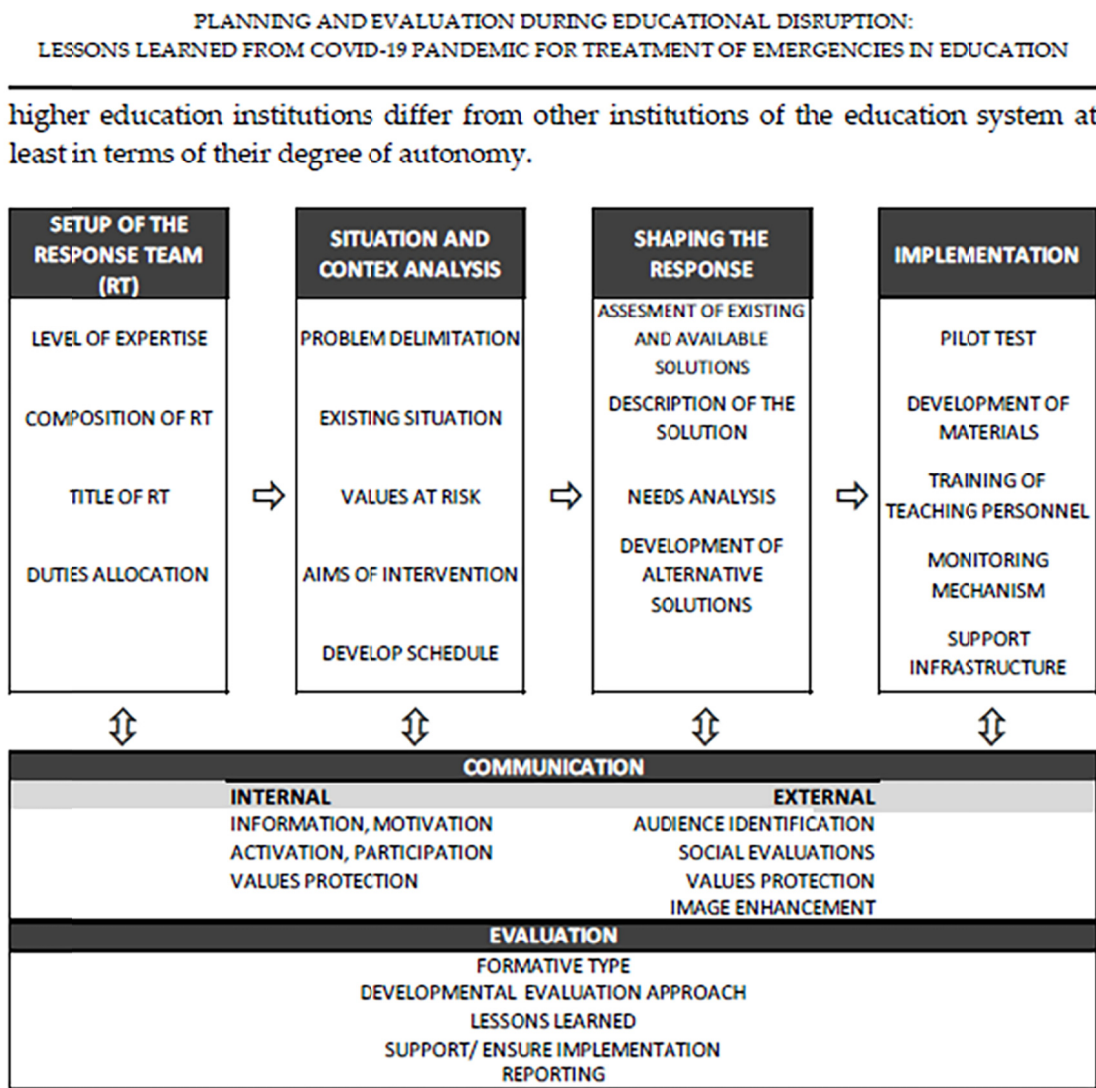 PLANNING AND EVALUATION DURING EDUCATIONAL DISRUPTION:
LESSONS LEARNED FROM COVID-19 PANDEMIC FOR TREATMENT OF EMERGENCIES IN EDUCATION
higher education institutions differ from other institutions of the education system at
least in terms of their degree of autonomy.
SETUP OF THE
RESPONSE TEAM
(RT)
LEVEL OF EXPERTISE
COMPOSITION OF RT
TITLE OF RT
DUTIES ALLOCATION
SITUATION AND
CONTEX ANALYSIS
PROBLEM DELIMITATION
EXISTING SITUATION
VALUES AT RISK
AIMS OF INTERVENTION
DEVELOP SCHEDULE
SHAPING THE
RESPONSE
ASSESMENT OF EXISTING
AND AVAILABLE
SOLUTIONS
DESCRIPTION OF THE
SOLUTION
NEEDS ANALYSIS
DEVELOPMENT OF
ALTERNATIVE
SOLUTIONS
IMPLEMENTATION
PILOT TEST
DEVELOPMENT OF
MATERIALS
TRAINING OF
TEACHING PERSONNEL
MONITORING
MECHANISM
SUPPORT
INFRASTRUCTURE
COMMUNICATION
INTERNAL
INFORMATION, MOTIVATION
ACTIVATION, PARTICIPATION
VALUES PROTECTION
EXTERNAL
AUDIENCE IDENTIFICATION
SOCIAL EVALUATIONS
VALUES PROTECTION
IMAGE ENHANCEMENT
EVALUATION
FORMATIVE TYPE
DEVELOPMENTAL EVALUATION APPROACH
LESSONS LEARNED
SUPPORT/ ENSURE IMPLEMENTATION
REPORTING